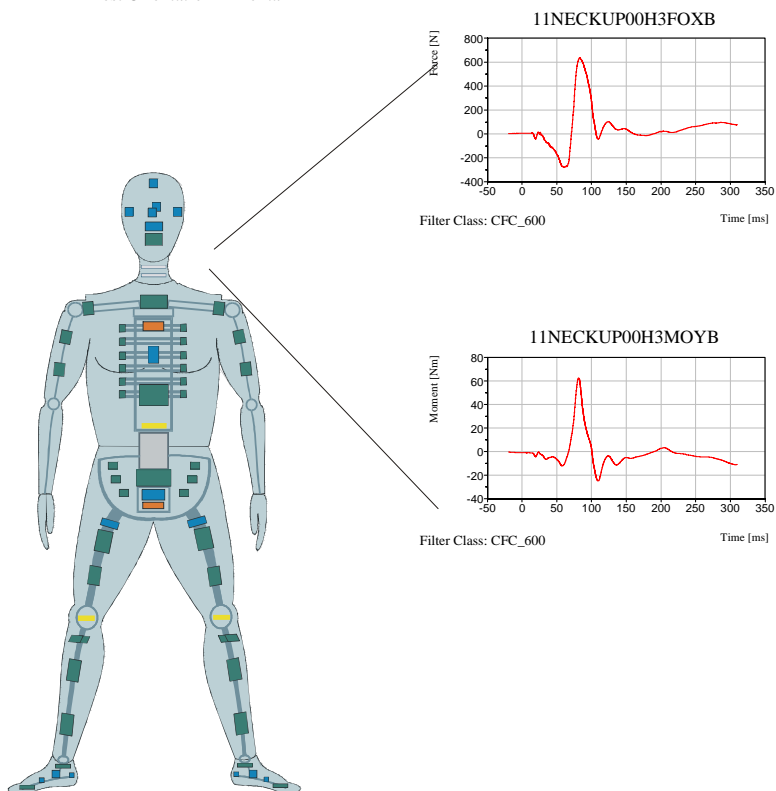 11NECKUP00H3FOXB
Force [N]
800
600
400
200
0
-200
-400
-50 0 50 100 150 200 250 300 350
Filter Class: CFC_600
Time [ms]
11NECKUP00H3MOYB
Moment [Nm]
80
60
40
20
0
-20
-40
-50 0 50 100 150 200 250 300 350
Filter Class: CFC_600
Time [ms]